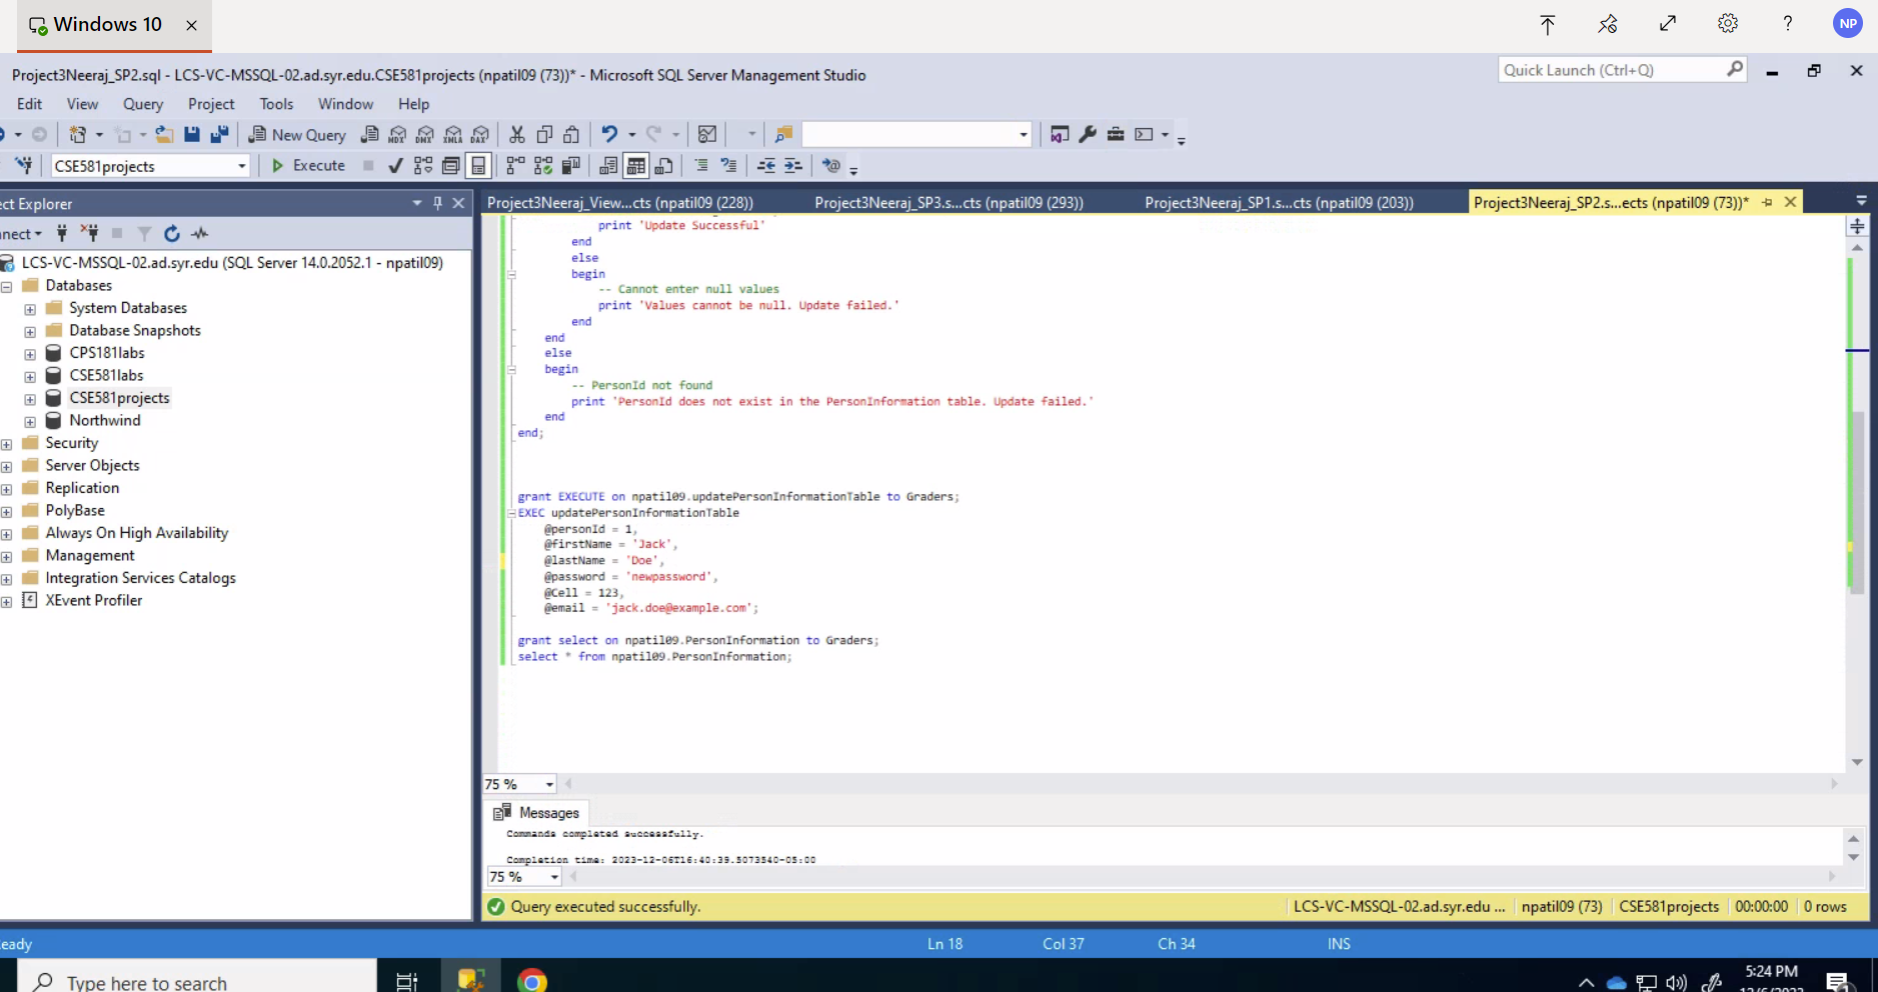 Windows 10
NP
Project3Neeraj_SP2.sql - LCS-VC-MSSQL-02.ad.syr.edu.CSE581projects (npatil09 (73))* - Microsoft SQL Server Management Studio
Quick Launch (Ctrl+Q)
Edit View Query Project Tools Window Help
New Query
MDX DMX XMLA DAX
CSE581projects
Execute
ct Explorer
Project3Neeraj_View...cts (npatil09 (228)) Project3Neeraj_SP3.s...cts (npatil09 (293)) Project3Neeraj_SP1.s...cts (npatil09 (203)) Project3Neeraj_SP2.s...ects (npatil09 (73))*
nnect
LCS-VC-MSSQL-02.ad.syr.edu (SQL Server 14.0.2052.1 - npatil09)
Databases
System Databases
Database Snapshots
CPS181labs
CSE581labs
CSE581projects
Northwind
Security
Server Objects
Replication
PolyBase
Always On High Availability
Management
Integration Services Catalogs
XEvent Profiler
print 'Update Successful'
end
else
begin
-- Cannot enter null values
print 'Values cannot be null. Update failed.'
end
end
else
begin
-- PersonId not found
print 'PersonId does not exist in the PersonInformation table. Update failed.'
end
end;
grant EXECUTE on npatil09.updatePersonInformationTable to Graders;
EXEC updatePersonInformationTable
@personId = 1,
@firstName = 'Jack',
@lastName = 'Doe',
@password = 'newpassword',
@Cell = 123,
@email = 'jack.doe@example.com';
grant select on npatil09.PersonInformation to Graders;
select * from npatil09.PersonInformation;
75 %
Messages
Commands completed successfully.
Completion time: 2023-12-06T16:40:39.5073540-05:00
75 %
Query executed successfully. LCS-VC-MSSQL-02.ad.syr.edu ... npatil09 (73) CSE581projects 00:00:00 0 rows
eady Ln 18 Col 37 Ch 34 INS
Type here to search
5:24 PM